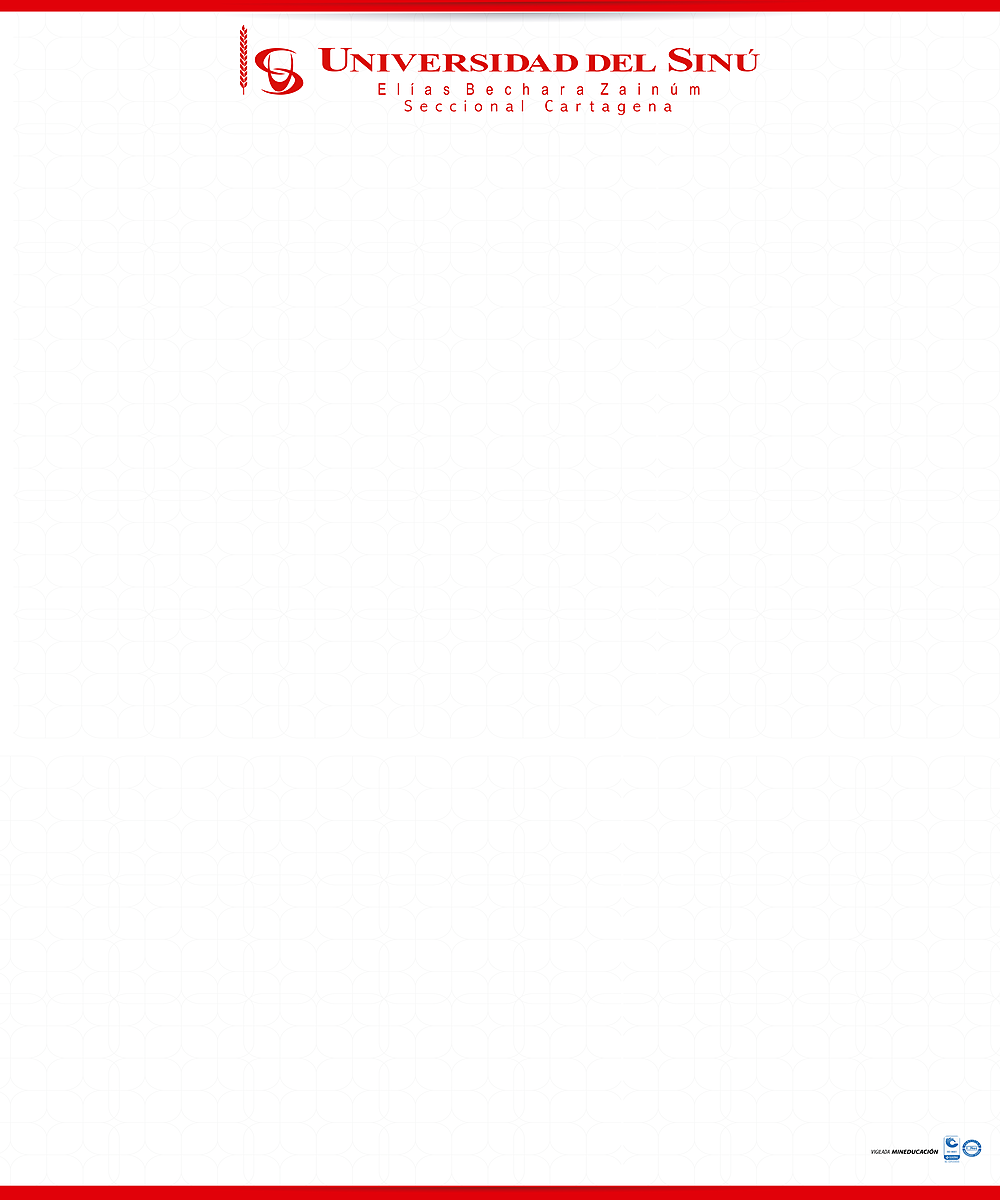 UNIVERSIDAD DEL SINÚ
Elías Bechara Zainúm
Seccional Cartagena
VIGILADA MINEDUCACIÓN